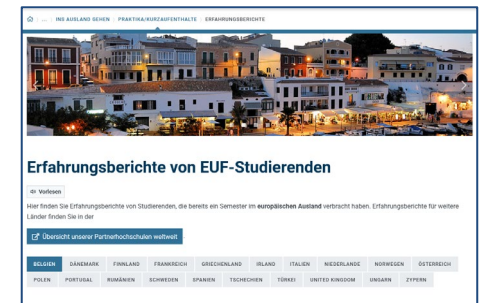 ... INS AUSLAND GEHEN PRAKTIKA/KURZAUFENTHALTE ERFAHRUNGSBERICHTE
Erfahrungsberichte von EUF-Studierenden
Vorlesen
Hier finden Sie Erfahrungsberichte von Studierenden, die bereits ein Semester im europäischen Ausland verbracht haben. Erfahrungsberichte für weitere
Länder finden Sie in der
Übersicht unserer Partnerhochschulen weltweit
BELGIEN DÄNEMARK FINNLAND FRANKREICH GRIECHENLAND IRLAND ITALIEN NIEDERLANDE NORWEGEN ÖSTERREICH
POLEN PORTUGAL RUMÄNIEN SCHWEDEN SPANIEN TSCHECHIEN TÜRKEI UNITED KINGDOM UNGARN ZYPERN